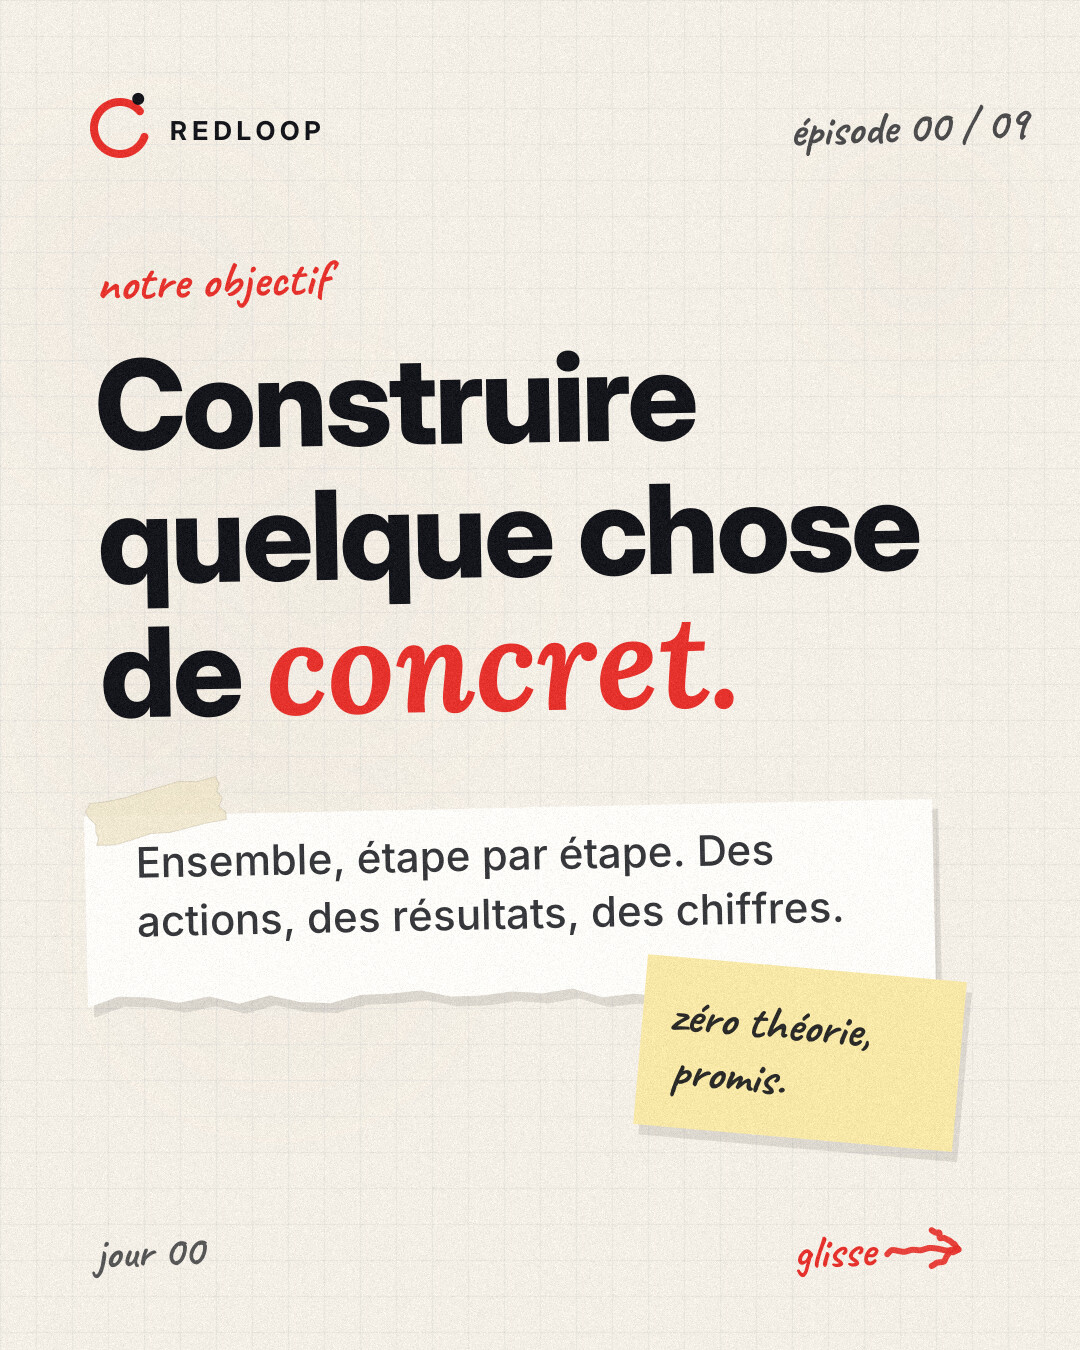 REDLOOP
épisode 00 / 09
notre objectif
Construire
quelque chose
de concret.
Ensemble, étape par étape. Des
actions, des résultats, des chiffres.
zéro théorie,
promis.
jour 00
glisse